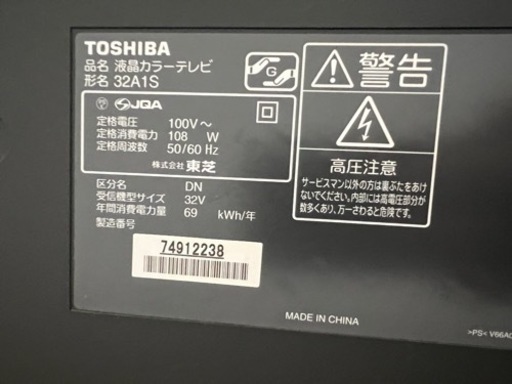 TOSHIBA
品名 液晶カラーテレビ
形名 32A1S
G
JQA
定格電圧 100V～
定格消費電力 108 W
定格周波数 50/60 Hz
株式会社 東芝
区分名 DN
受信機型サイズ 32V
年間消費電力量 69 kWh/年
製造番号
74912238
警告
高圧注意
サービスマン以外の方は裏ぶたをあけ
ないでください。内部には高電圧部分が
数多くあり、万一さわると危険です。
MADE IN CHINA
>PS<